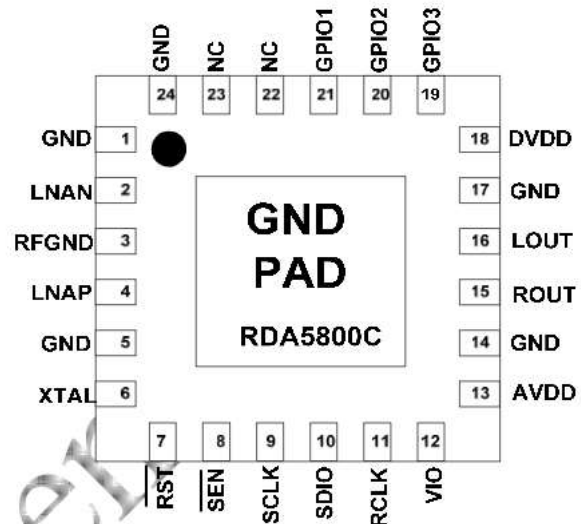 GND
NC
NC
GPIO1
GPIO2
GPIO3
24
23
22
21
20
19
GND 1
LNAN 2
RFGND 3
LNAP 4
GND 5
XTAL 6
18 DVDD
17 GND
16 LOUT
15 ROUT
14 GND
13 AVDD
GND
PAD
RDA5800C
7
8
9
10
11
12
RST
SEN
SCLK
SDIO
RCLK
VIO
er